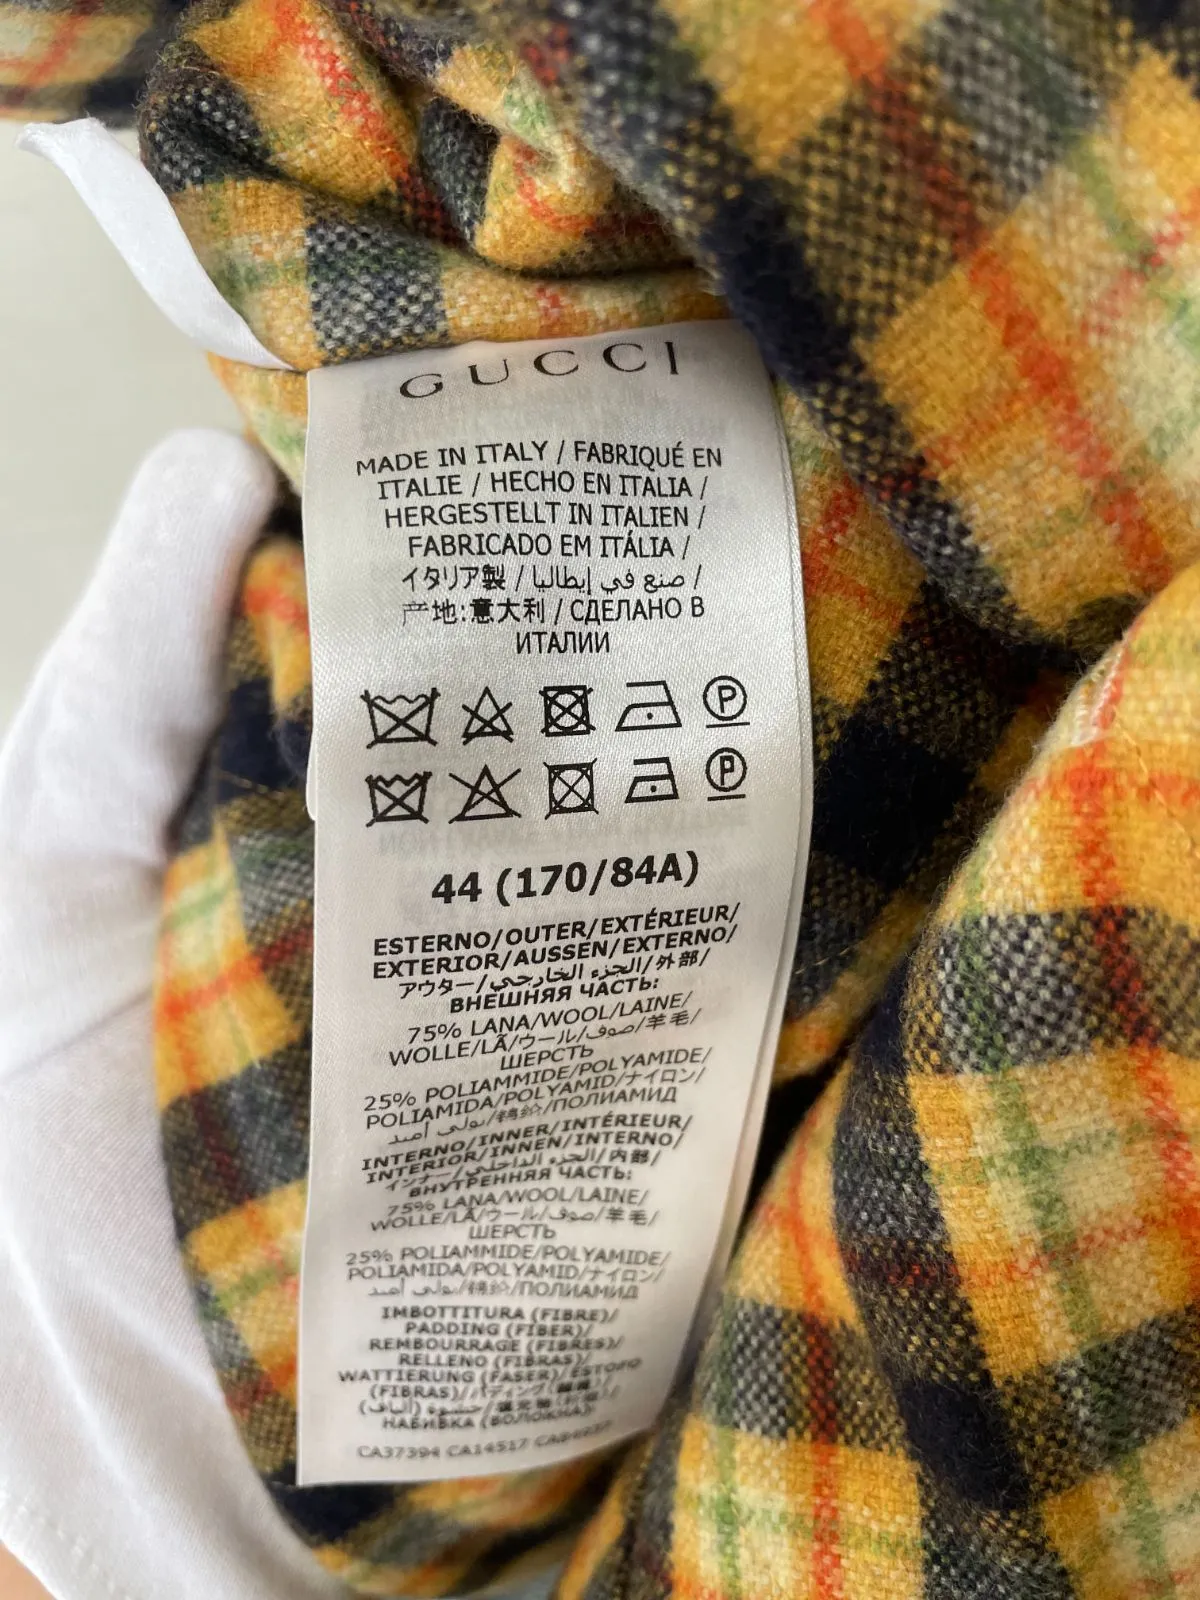 GUCCI
MADE IN ITALY / FABRIQUÉ EN
ITALIE / HECHO EN ITALIA /
HERGESTELLT IN ITALIEN /
FABRICADO EM ITÁLIA /
イタリア製 / صنع في إيطاليا /
产地:意大利 / СДЕЛАНО В
ИТАЛИИ
P
P
44 (170/84A)
ESTERNO/OUTER/EXTÉRIEUR/
EXTERIOR/AUSSEN/EXTERNO/
アウター/الجزء الخارجي/外部/
ВНЕШНЯЯ ЧАСТЬ:
75% LANA/WOOL/LAINE/
WOLLE/LÃ/ウール/صوف/羊毛/
ШЕРСТЬ
25% POLIAMMIDE/POLYAMIDE/
POLIAMIDA/POLYAMID/ナイロン/
بولي أميد/锦纶/ПОЛИАМИД
INTERNO/INNER/INTÉRIEUR/
INTERIOR/INNEN/INTERNO/
インナー/الجزء الداخلي/内部/
ВНУТРЕННЯЯ ЧАСТЬ:
75% LANA/WOOL/LAINE/
WOLLE/LÃ/ウール/صوف/羊毛/
ШЕРСТЬ
25% POLIAMMIDE/POLYAMIDE/
POLIAMIDA/POLYAMID/ナイロン/
بولي أميد/锦纶/ПОЛИАМИД
IMBOTTITURA (FIBRE)/
PADDING (FIBER)/
REMBOURRAGE (FIBRES)/
RELLENO (FIBRAS)/
WATTIERUNG (FASER)/ESTOFO
(FIBRAS)/パディング
حشوة (ألياف)/
НАБИВКА (ВОЛОКНА)
CA37394 CA14517